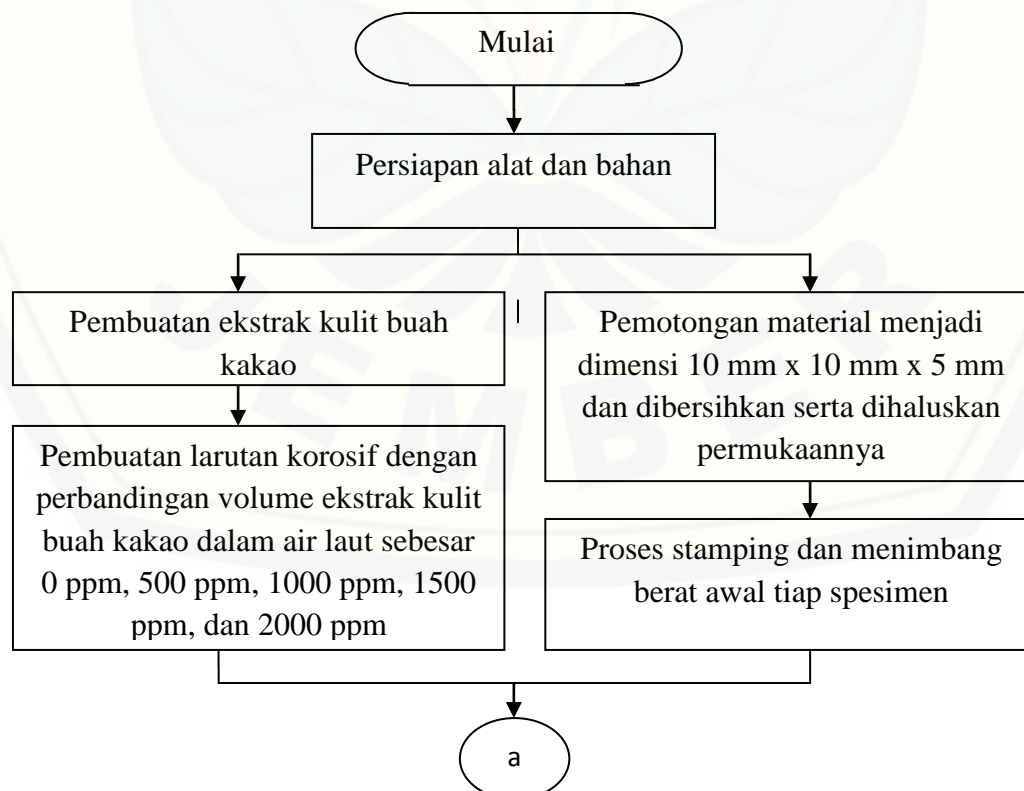 Mulai
Persiapan alat dan bahan
Pembuatan ekstrak kulit buah
kakao
Pembuatan larutan korosif dengan
perbandingan volume ekstrak kulit
buah kakao dalam air laut sebesar
0 ppm, 500 ppm, 1000 ppm, 1500
ppm, dan 2000 ppm
Pemotongan material menjadi
dimensi 10 mm x 10 mm x 5 mm
dan dibersihkan serta dihaluskan
permukaannya
Proses stamping dan menimbang
berat awal tiap spesimen
a
JEMBER